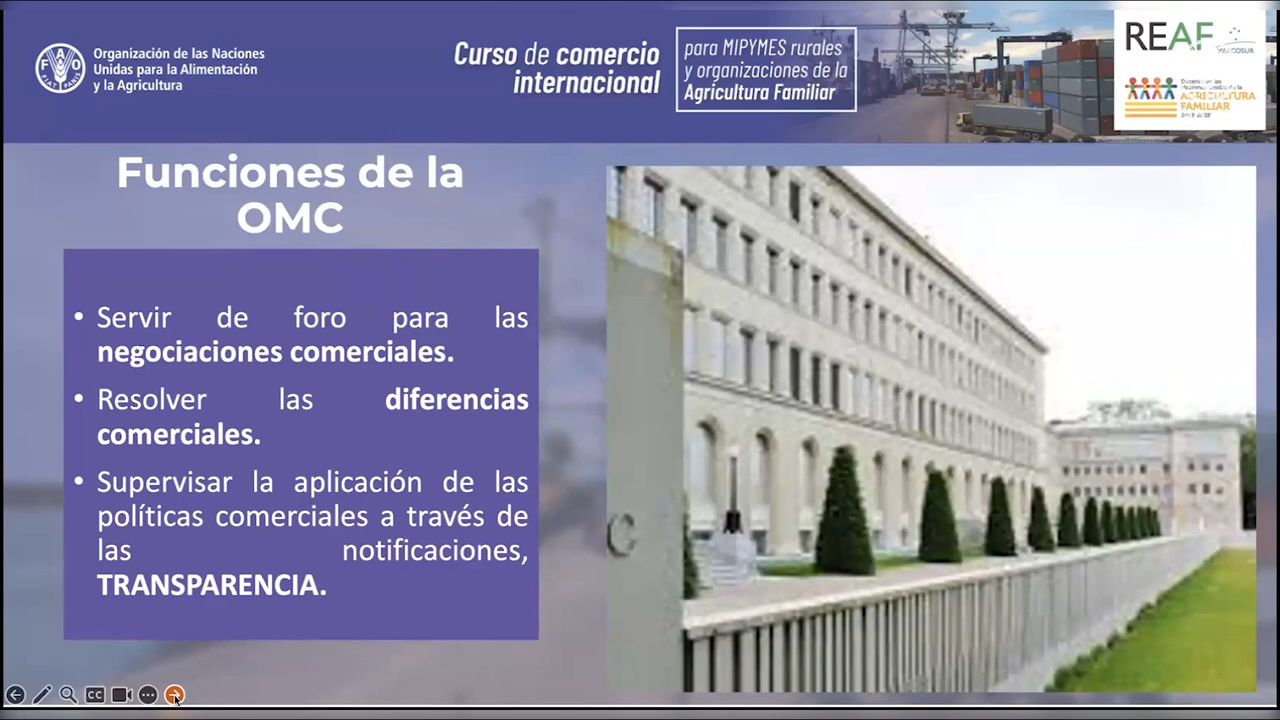 Organización de las Naciones
Unidas para la Alimentación
y la Agricultura
Curso de comercio
internacional
para MIPYMES rurales
y organizaciones de la
Agricultura Familiar
REAF
MERCOSUR
AGRICULTURA
FAMILIAR
Funciones de la
OMC
• Servir de foro para las
negociaciones comerciales.
• Resolver las diferencias
comerciales.
• Supervisar la aplicación de las
políticas comerciales a través de
las notificaciones,
TRANSPARENCIA.
C
CC